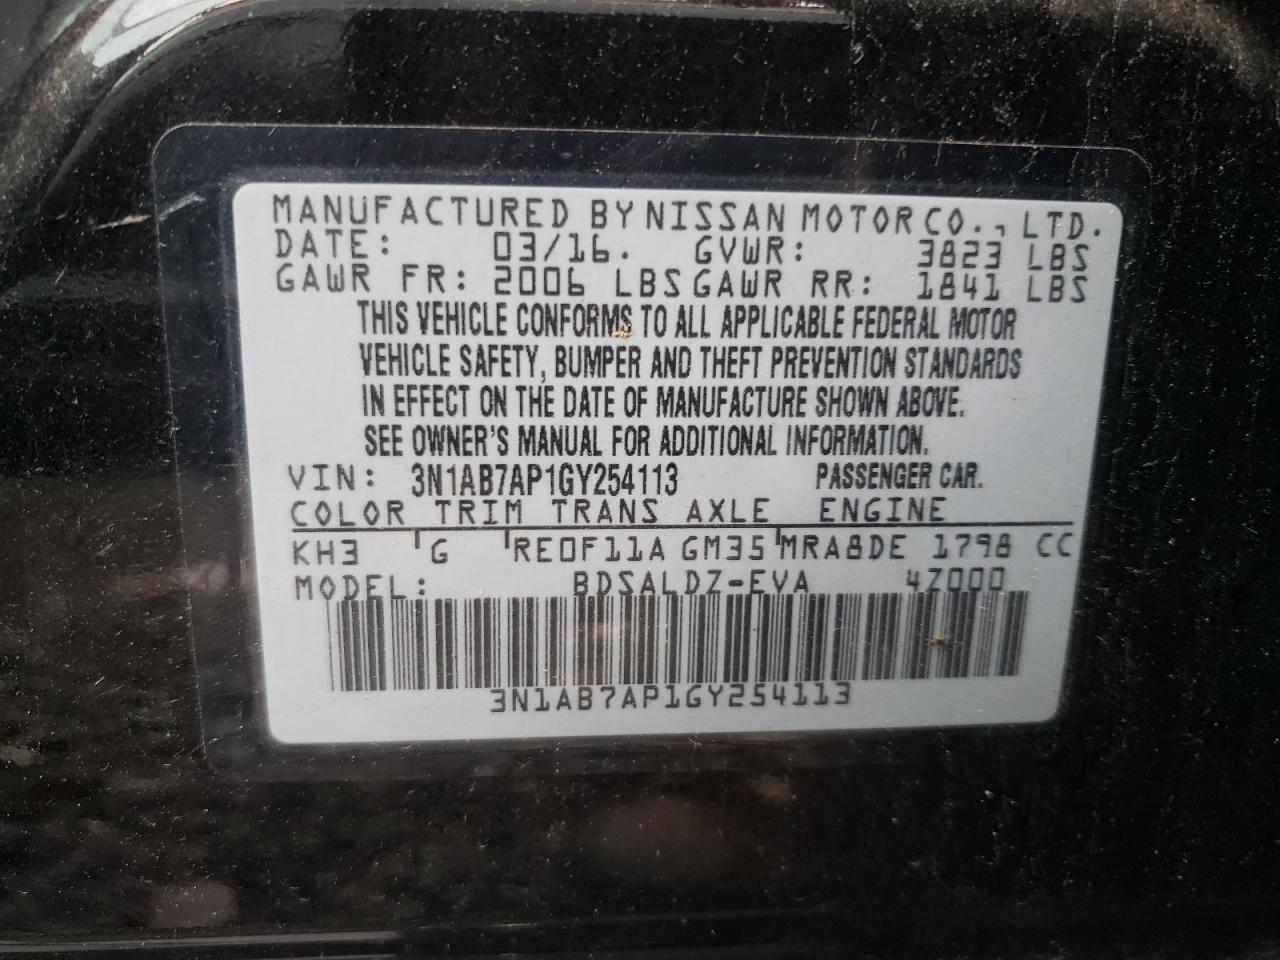 MANUFACTURED BY NISSAN MOTOR CO., LTD.
DATE: 03/16. GVWR: 3823 LBS
GAWR FR: 2006 LBS GAWR RR: 1841 LBS
THIS VEHICLE CONFORMS TO ALL APPLICABLE FEDERAL MOTOR
VEHICLE SAFETY, BUMPER AND THEFT PREVENTION STANDARDS
IN EFFECT ON THE DATE OF MANUFACTURE SHOWN ABOVE.
SEE OWNER'S MANUAL FOR ADDITIONAL INFORMATION.
VIN: 3N1AB7AP1GY254113 PASSENGER CAR.
COLOR TRIM TRANS AXLE ENGINE
KH3 G RE0F11A GM35 MRA8DE 1798 CC
MODEL: BDSALDZ-EVA 4Z000
3N1AB7AP1GY254113